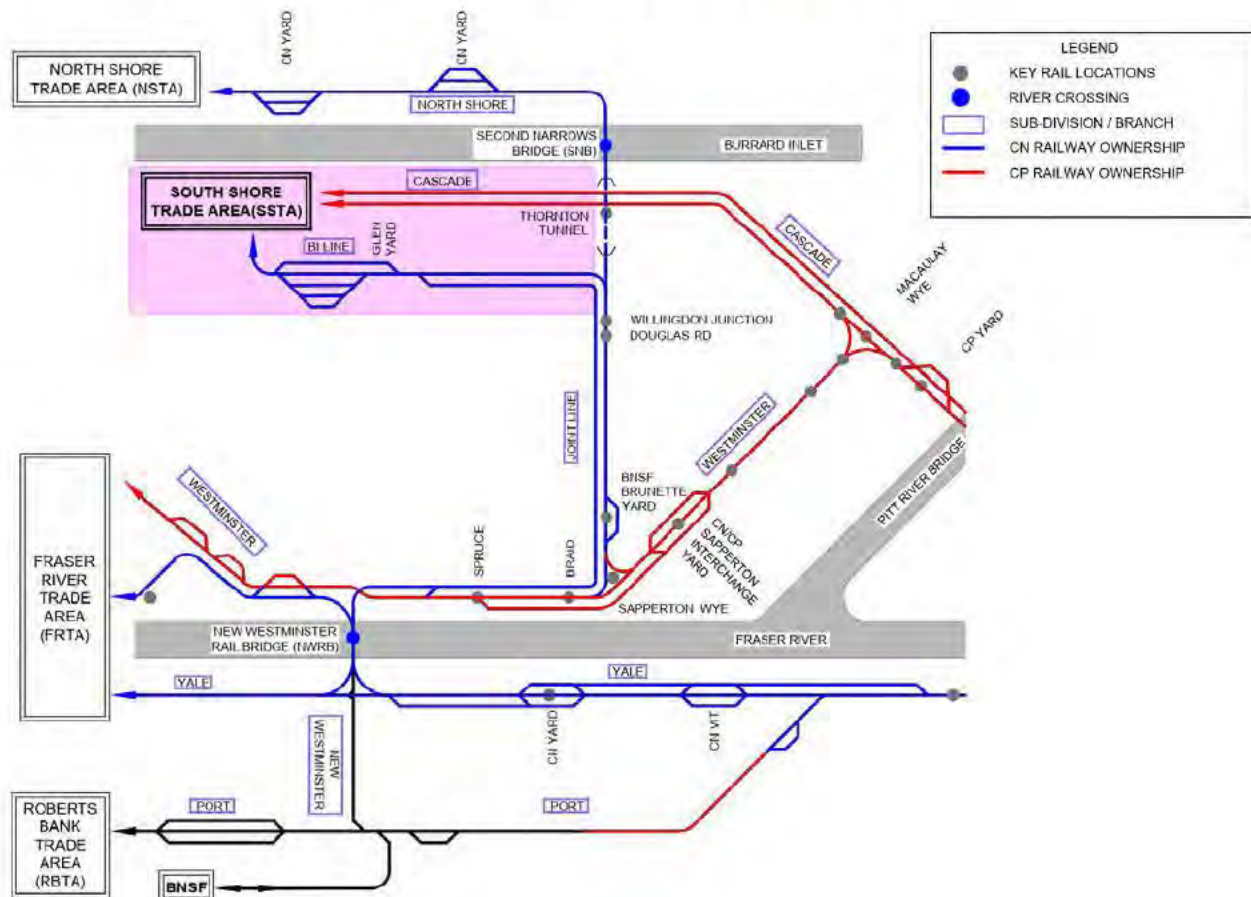 CN YARD
CN YARD
NORTH SHORE
TRADE AREA (NSTA)
NORTH SHORE
LEGEND
KEY RAIL LOCATIONS
RIVER CROSSING
SUB-DIVISION / BRANCH
CN RAILWAY OWNERSHIP
CP RAILWAY OWNERSHIP
SECOND NARROWS
BRIDGE (SNB)
BURRARD INLET
SOUTH SHORE
TRADE AREA(SSTA)
CASCADE
THORNTON
TUNNEL
BI LINE
GLEN
YARD
CASCADE
MACAULAY
WYE
CP YARD
WILLINGDON JUNCTION
DOUGLAS RD
JOINT LINE
WESTMINSTER
PITT RIVER BRIDGE
BNSF
BRUNETTE
YARD
CN/CP
SAPPERTON
INTERCHANGE
YARD
WESTMINSTER
FRASER
RIVER
TRADE
AREA
(FRTA)
SPRUCE
BRAID
SAPPERTON WYE
NEW WESTMINSTER
RAIL BRIDGE (NWRB)
FRASER RIVER
YALE
YALE
CN YARD
CN VIT
NEW
WESTMINSTER
ROBERTS
BANK
TRADE
AREA
(RBTA)
PORT
PORT
BNSF